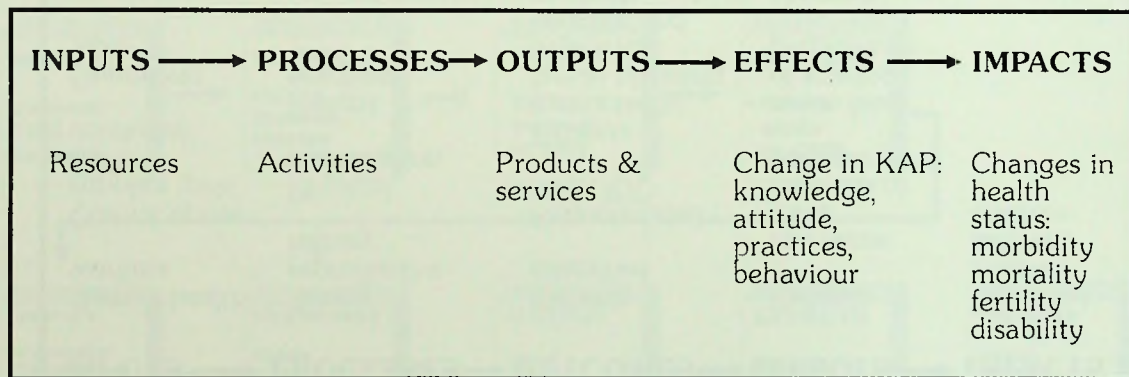 INPUTS → PROCESSES → OUTPUTS → EFFECTS → IMPACTS
Resources
Activities
Products &
services
Change in KAP:
knowledge,
attitude,
practices,
behaviour
Changes in
health
status:
morbidity
mortality
fertility
disability